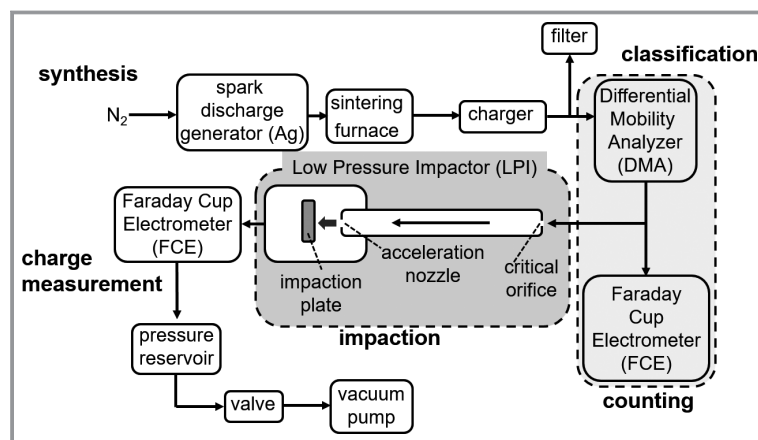 filter
classification
synthesis
N₂
spark
discharge
generator (Ag)
sintering
furnace
charger
Differential
Mobility
Analyzer
(DMA)
Low Pressure Impactor (LPI)
Faraday Cup
Electrometer
(FCE)
charge
measurement
impaction
plate
acceleration
nozzle
critical
orifice
impaction
Faraday
Cup
Electrometer
(FCE)
counting
pressure
reservoir
valve
vacuum
pump